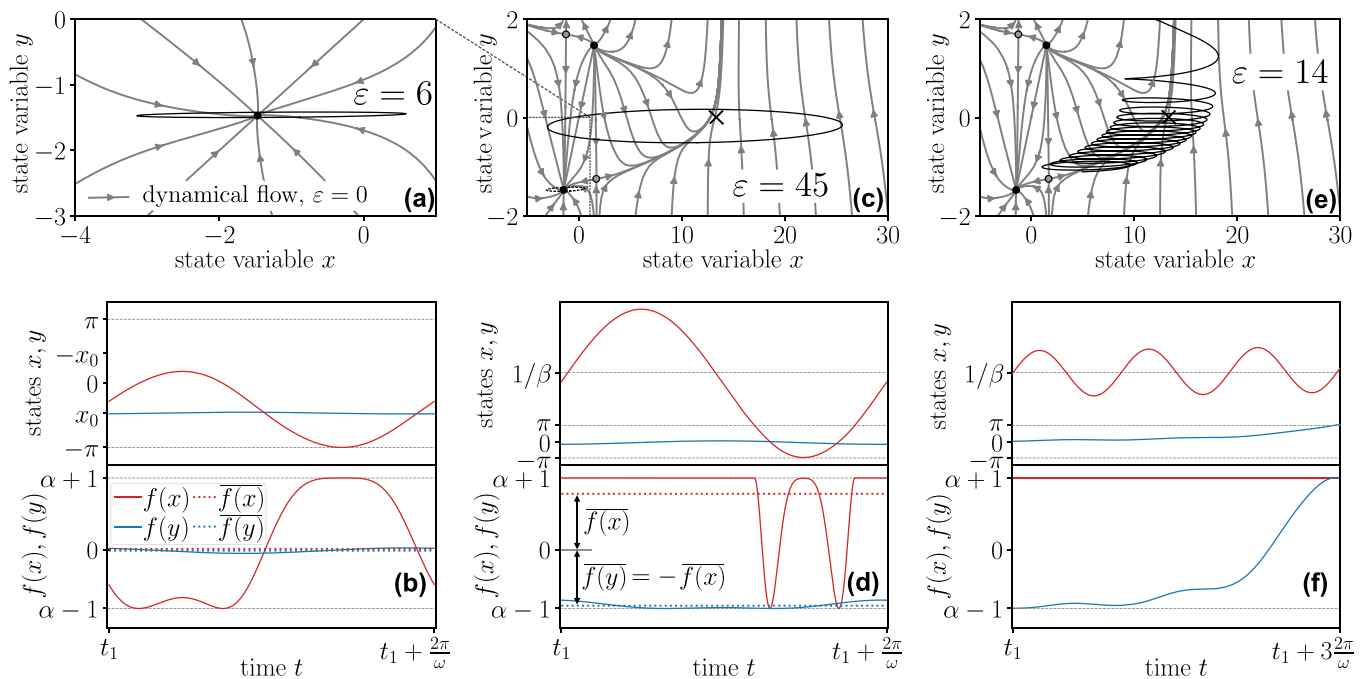 state variable y
0
−1
−2
−3
ε = 6
dynamical flow, ε = 0
(a)
−4
−2
0
state variable x
state variable y
2
0
−2
ε = 45
(c)
0
10
20
30
state variable x
state variable y
2
0
−2
ε = 14
(e)
0
10
20
30
state variable x
states x, y
π
−x₀
0
x₀
−π
f(x), f(y)
α + 1
0
α − 1
f(x) f(x)
f(y) f(y)
(b)
t₁
t₁ + 2π/ω
time t
states x, y
1/β
π
0
−π
f(x), f(y)
α + 1
0
α − 1
f(x)
f(y) = −f(x)
(d)
t₁
t₁ + 2π/ω
time t
states x, y
1/β
π
0
−π
f(x), f(y)
α + 1
0
α − 1
(f)
t₁
t₁ + 3 2π/ω
time t